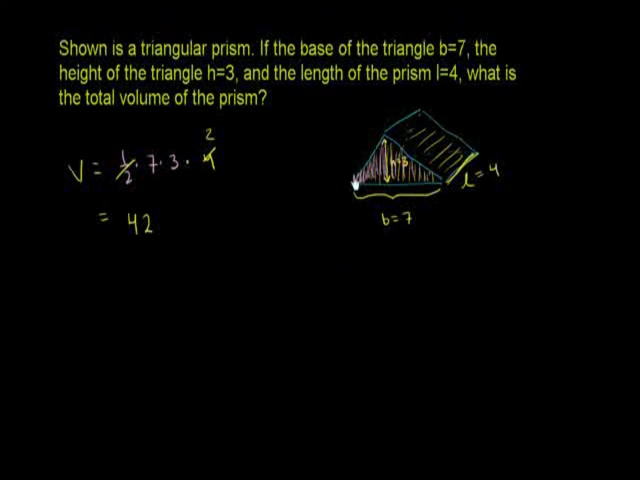 Shown is a triangular prism. If the base of the triangle b=7, the
height of the triangle h=3, and the length of the prism l=4, what is
the total volume of the prism?
2
V = 1/2 · 7 · 3 · 4
= 42
h=3
l = 4
b = 7